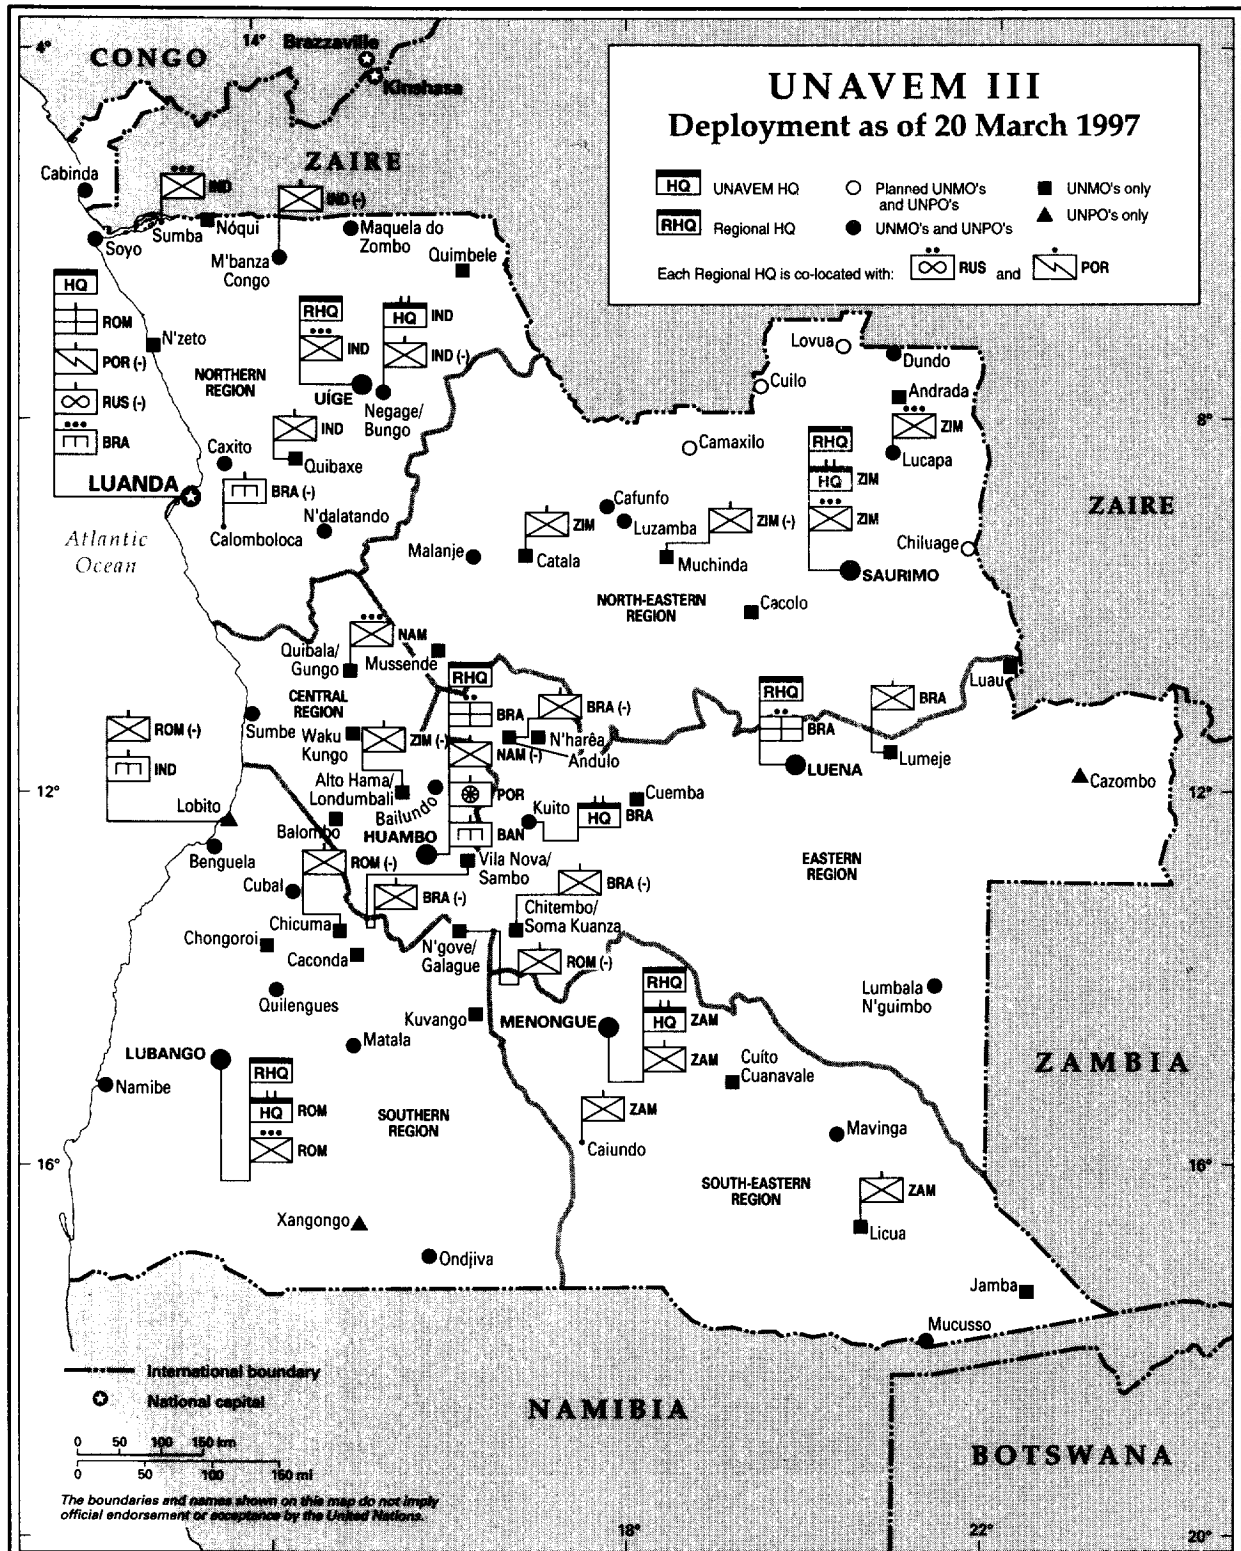 UNAVEM III
Deployment as of 20 March 1997
HQ UNAVEM HQ
RHQ Regional HQ
Planned UNMO's
and UNPO's
UNMO's and UNPO's
UNMO's only
UNPO's only
Each Regional HQ is co-located with: RUS and POR
4°
14°
CONGO
Brazzaville
Kinshasa
ZAIRE
Cabinda
IND
IND (-)
Soyo
Sumba
Nóqui
M'banza
Congo
Maquela do
Zombo
Quimbele
HQ
ROM
POR (-)
RUS (-)
BRA
N'zeto
NORTHERN
REGION
RHQ
IND
UÍGE
HQ IND
IND (-)
Negage/
Bungo
IND
Quibaxe
Caxito
LUANDA
BRA (-)
Calomboloca
N'dalatando
Atlantic
Ocean
Lovua
Dundo
Cuilo
Andrada
ZIM
Lucapa
8°
Camaxilo
RHQ
HQ ZIM
ZIM
SAURIMO
ZAIRE
Chiluage
Cafunfo
Luzamba
ZIM
Catala
ZIM (-)
Muchinda
Malanje
NORTH-EASTERN
REGION
Cacolo
NAM
Quibala/
Gungo
Mussende
CENTRAL
REGION
RHQ
BRA
NAM (-)
POR
BAN
HUAMBO
BRA (-)
N'harêa
Andulo
RHQ
BRA
LUENA
BRA
Lumeje
Luau
Cazombo
12°
Sumbe
Waku
Kungo
ZIM (-)
Alto Hama/
Londumbali
Bailundo
ROM (-)
IND
Lobito
Benguela
Balombo
Kuito
HQ BRA
Cuemba
EASTERN
REGION
Vila Nova/
Sambo
ROM (-)
Cubal
Chicuma
BRA (-)
BRA (-)
Chitembo/
Soma Kuanza
Chongoroi
Caconda
N'gove/
Galague
ROM (-)
Quilengues
Kuvango
MENONGUE
RHQ
HQ ZAM
ZAM
Lumbala
N'guimbo
ZAMBIA
LUBANGO
Matala
Namibe
RHQ
HQ ROM
ROM
SOUTHERN
REGION
Cuíto
Cuanavale
ZAM
Caiundo
Mavinga
16°
16°
SOUTH-EASTERN
REGION
ZAM
Licua
Xangongo
Ondjiva
Jamba
Mucusso
International boundary
National capital
NAMIBIA
BOTSWANA
0 50 100 150 km
0 50 100 150 mi
The boundaries and names shown on this map do not imply
official endorsement or acceptance by the United Nations.
18°
22°
20°